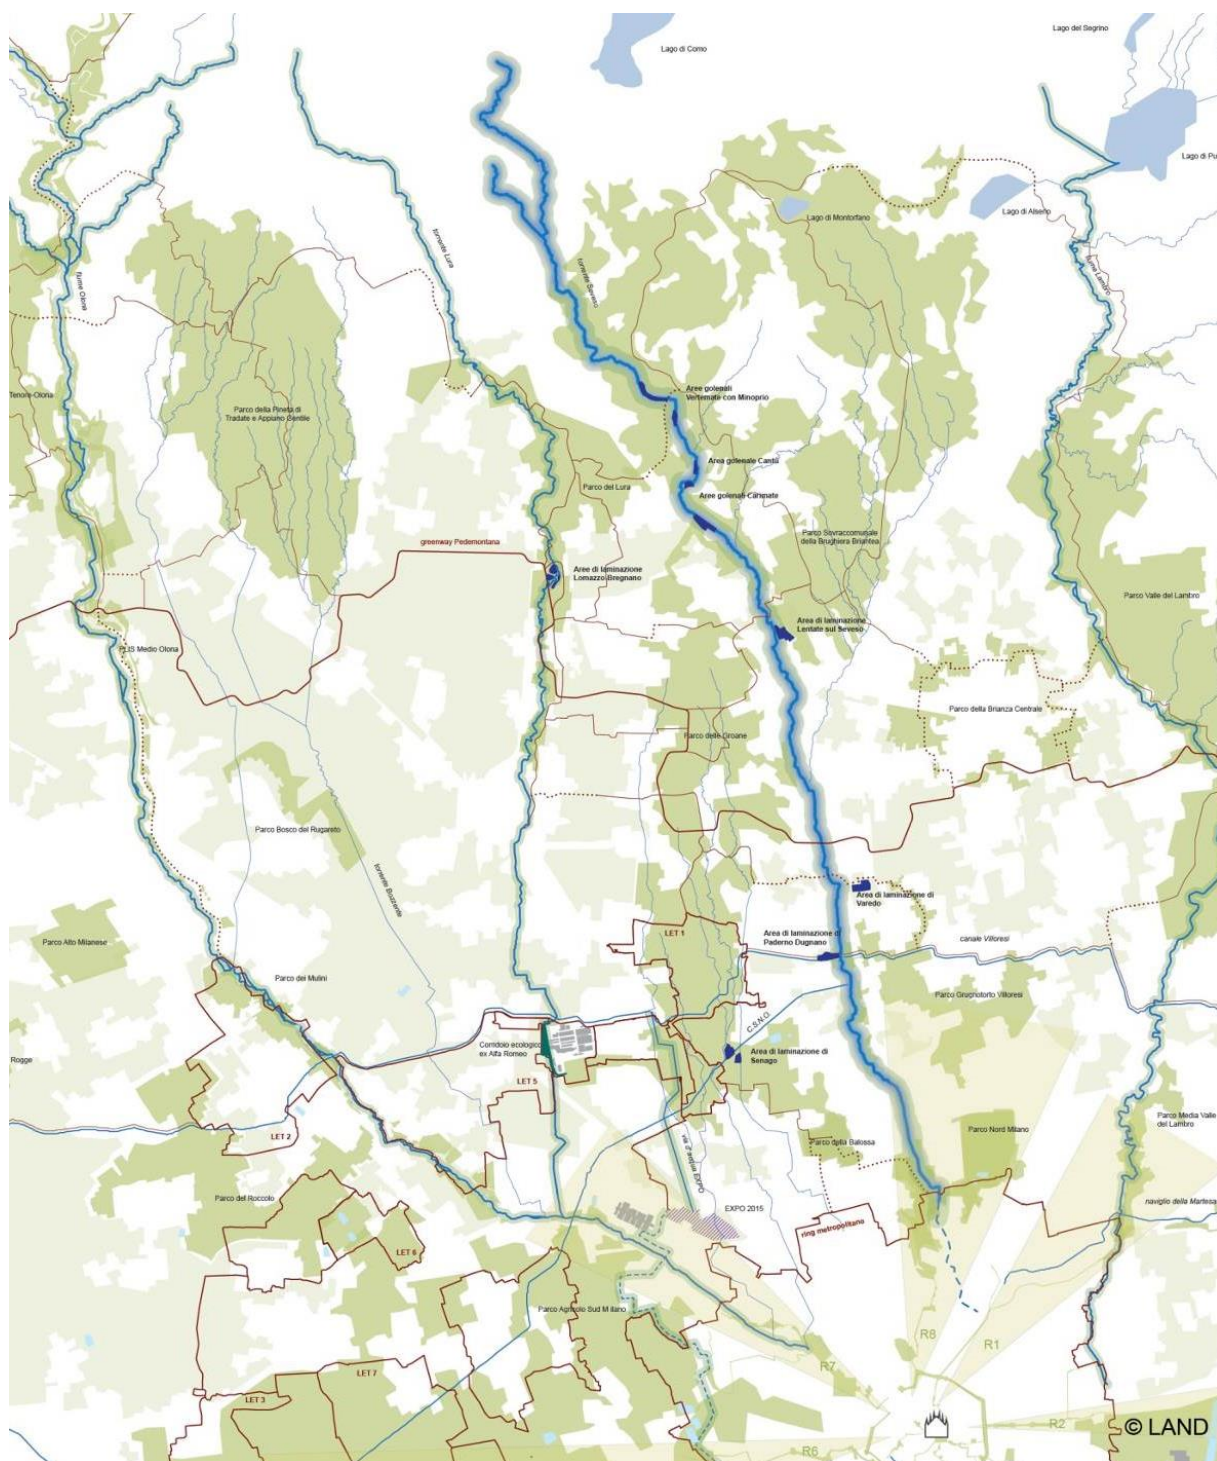 Lago di Como
Lago del Segrino
Lago di Pu
Lago di Alserio
Lago di Montorfano
torrente Lura
torrente Seveso
fiume Olona
fiume Lambro
Tenore-Olona
Parco della Pineta di
Tradate e Appiano Gentile
Aree golenali
Vertemate con Minoprio
Area golenale Cantù
Parco del Lura
Aree golenali Carimate
Parco Sovraccomunale
della Brughiera Briantea
greenway Pedemontana
Aree di laminazione
Lomazzo-Bregnano
Parco Valle del Lambro
Area di laminazione
Lentate sul Seveso
PLIS Medio Olona
Parco della Brianza Centrale
Parco delle Groane
Parco Bosco del Rugareto
torrente Bozzente
Area di laminazione di
Varedo
Parco Alto Milanese
LET 1
Area di laminazione di
Paderno Dugnano
canale Villoresi
Parco dei Mulini
Parco Grugnotorto Villoresi
C.S.N.O.
Rogge
Corridoio ecologico
ex Alfa Romeo
Area di laminazione di
Senago
LET 5
LET 2
Parco della Balossa
Parco Nord Milano
Parco Media Valle
del Lambro
via d'acqua EXPO
Parco del Roccolo
EXPO 2015
naviglio della Martesa
ring metropolitano
LET 6
Parco Agricolo Sud Milano
R8
R1
R7
LET 7
LET 3
R2
© LAND
R6